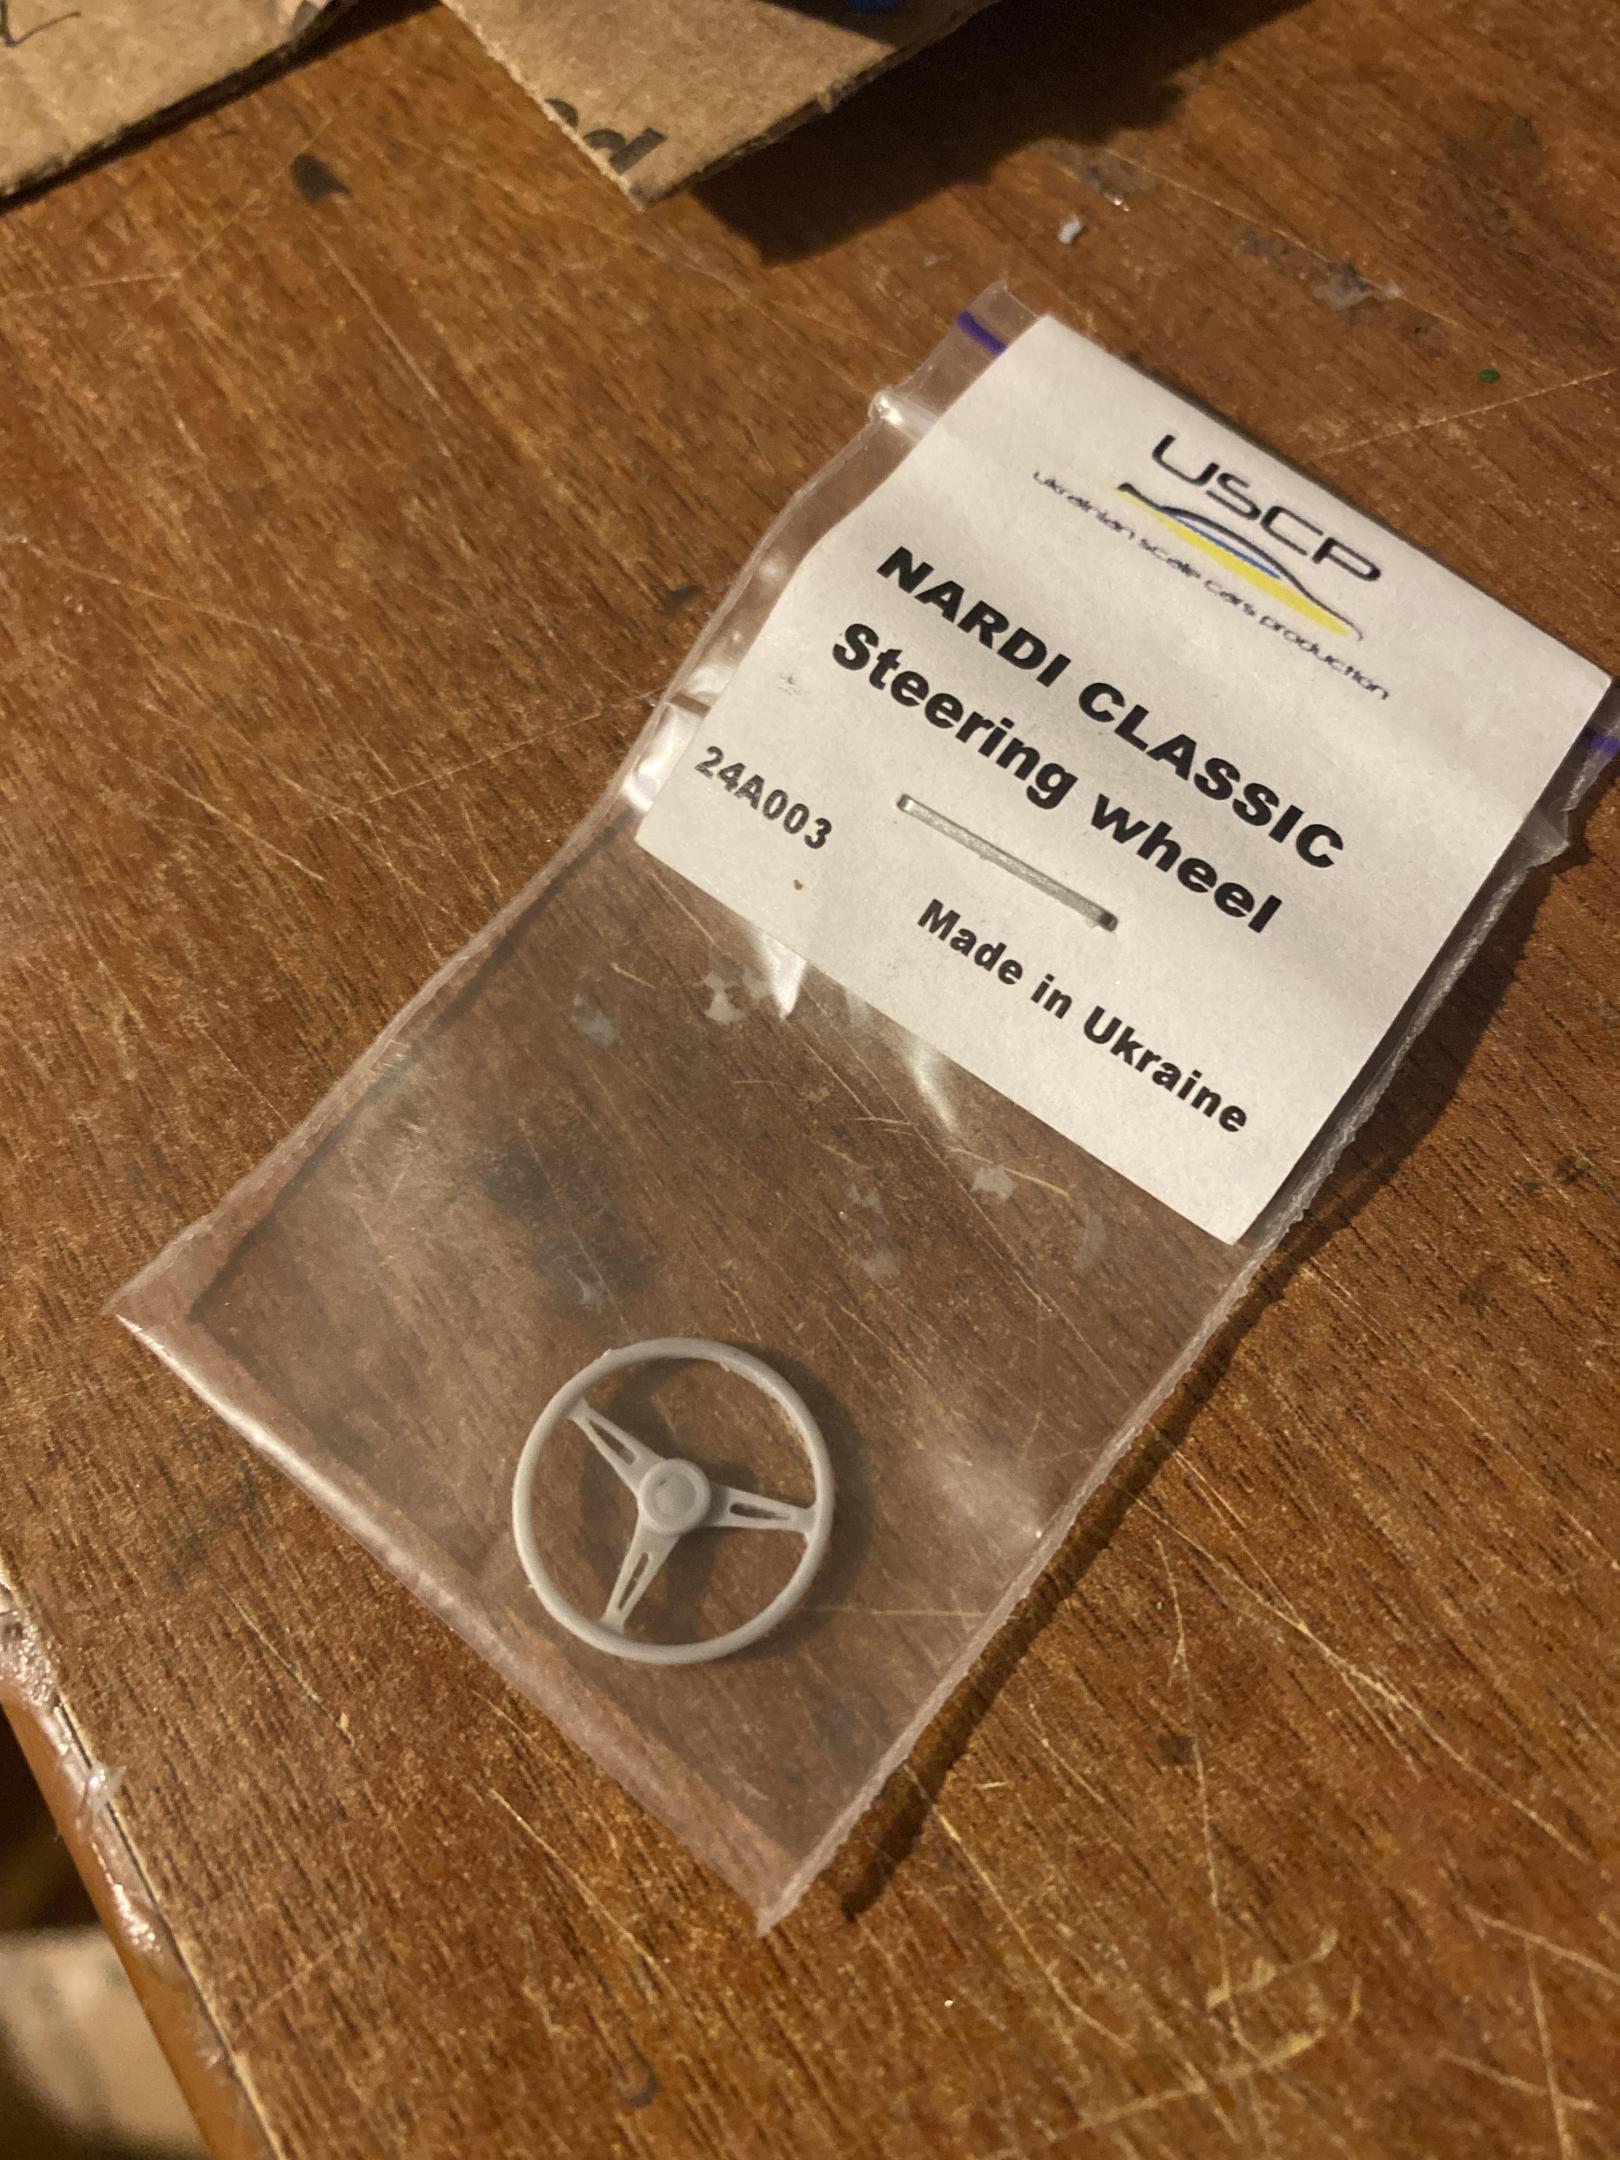 USCP
ukrainian scale cars production
NARDI CLASSIC
Steering wheel
24A003
Made in Ukraine